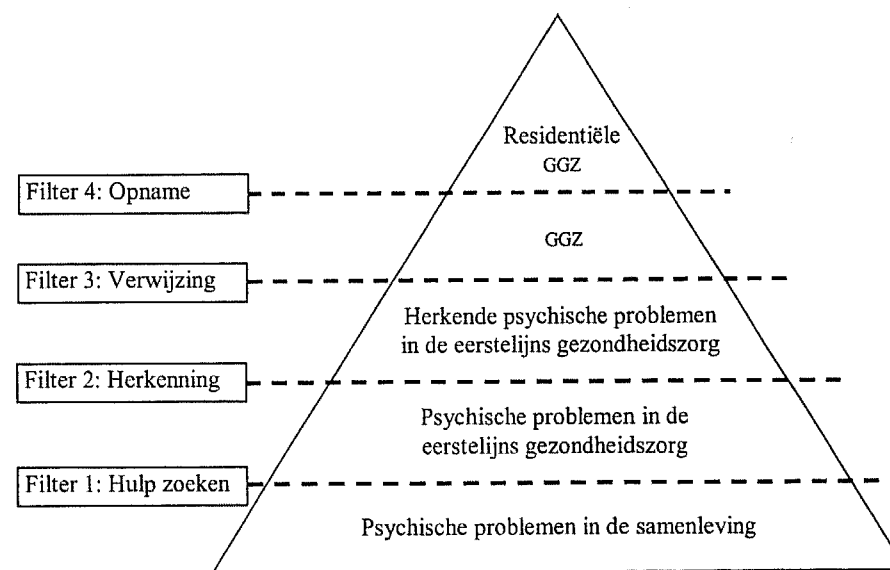 Residentiële
GGZ
Filter 4: Opname
GGZ
Filter 3: Verwijzing
Herkende psychische problemen
in de eerstelijns gezondheidszorg
Filter 2: Herkenning
Psychische problemen in de
eerstelijns gezondheidszorg
Filter 1: Hulp zoeken
Psychische problemen in de samenleving